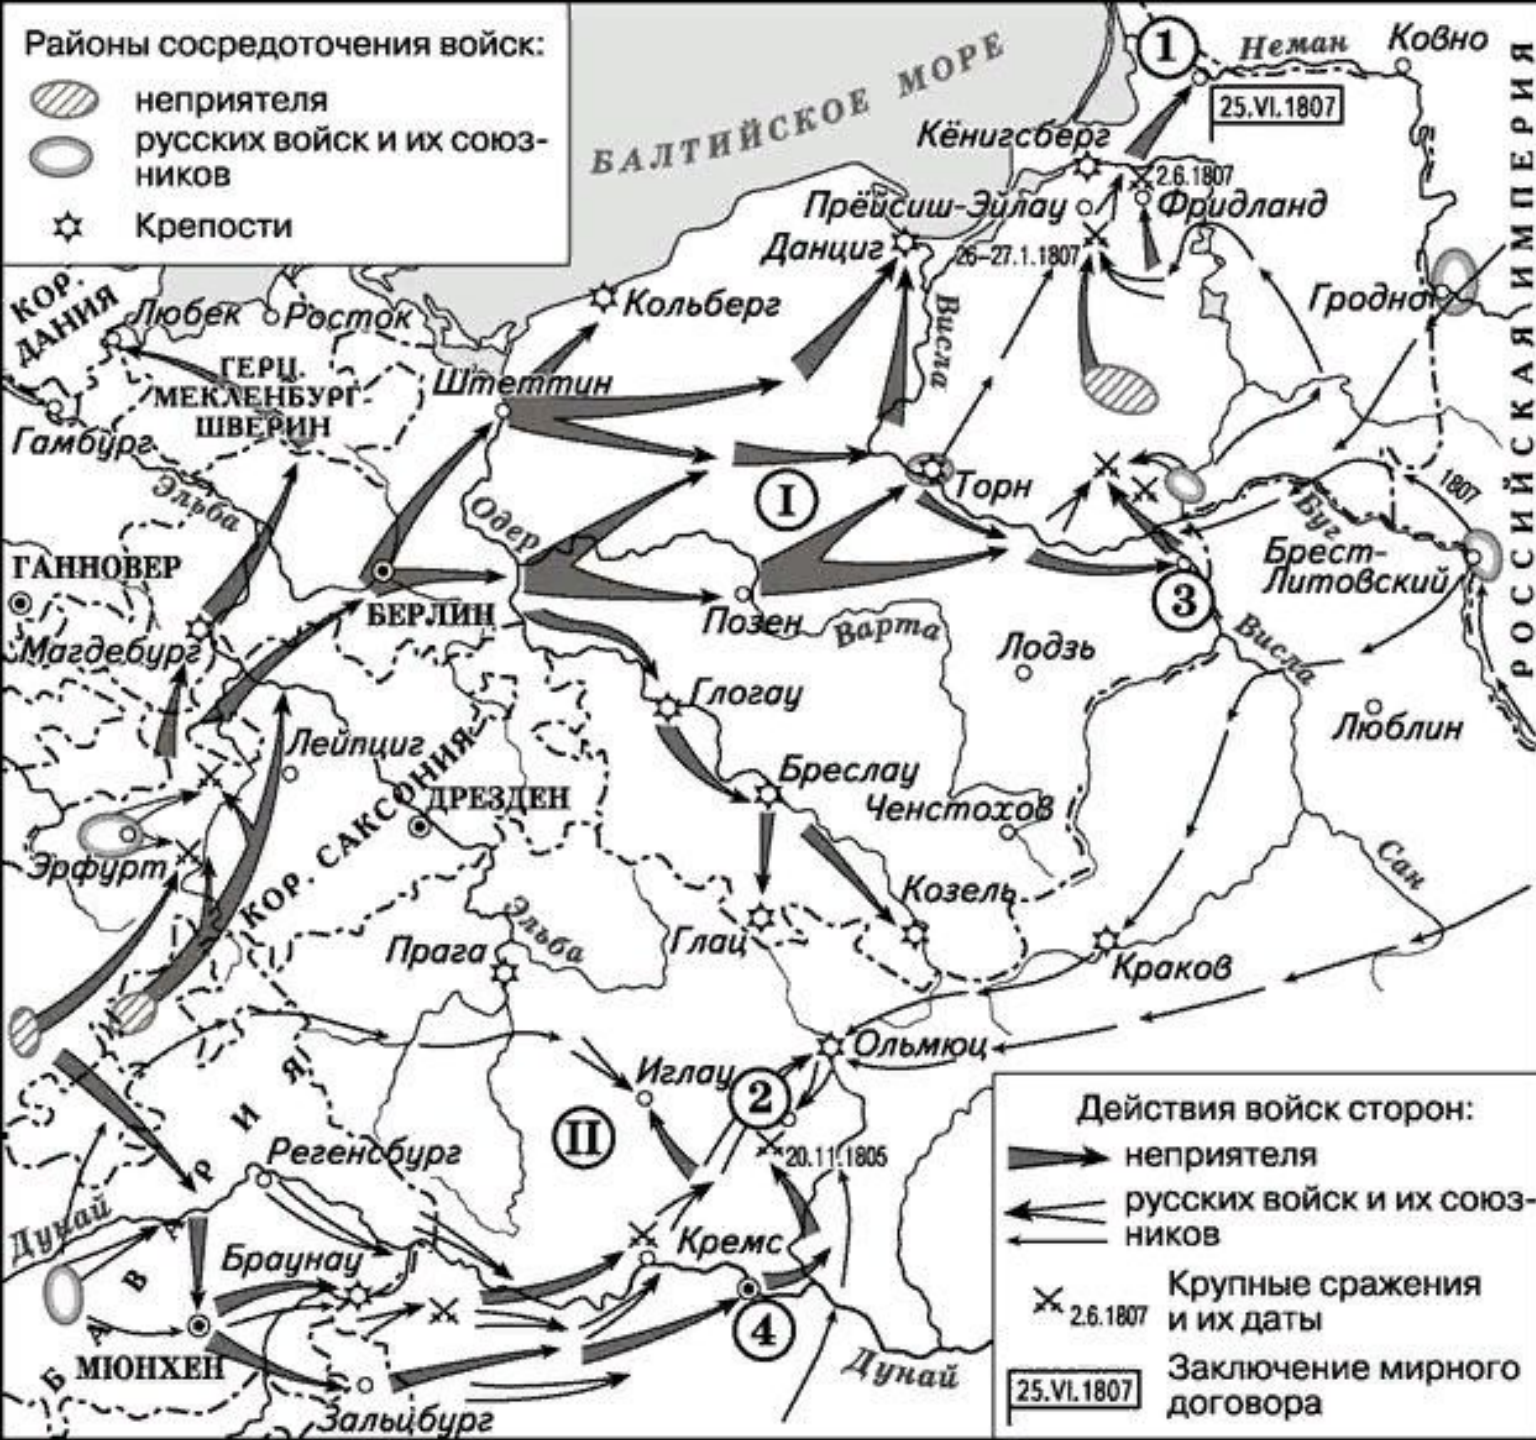 Районы сосредоточения войск:
неприятеля
русских войск и их союз-
ников
Крепости
БАЛТИЙСКОЕ МОРЕ
1
Неман
Ковно
25.VI.1807
РОССИЙСКАЯ ИМПЕРИЯ
Кёнигсберг
2.6.1807
Прёйсиш-Эйлау
Фридланд
Данциг
26–27.1.1807
Гродно
КОР.
ДАНИЯ
Любек
Росток
Кольберг
Висла
ГЕРЦ.
МЕКЛЕНБУРГ-
ШВЕРИН
Штеттин
Гамбург
Эльба
Одер
I
Торн
1807
Буг
ГАННОВЕР
Брест-
Литовский
БЕРЛИН
Позен
Варта
3
Магдебург
Лодзь
Висла
Глогау
Люблин
Лейпциг
КОР. САКСОНИЯ
ДРЕЗДЕН
Бреслау
Ченстохов
Эрфурт
Сан
Козель
Эльба
Прага
Глац
Краков
Ольмюц
Иглау
2
II
20.11.1805
БАВАРИЯ
Регенсбург
Дунай
Браунау
Кремс
4
МЮНХЕН
Дунай
Зальцбург
Действия войск сторон:
неприятеля
русских войск и их союз-
ников
Крупные сражения
2.6.1807
и их даты
Заключение мирного
25.VI.1807
договора